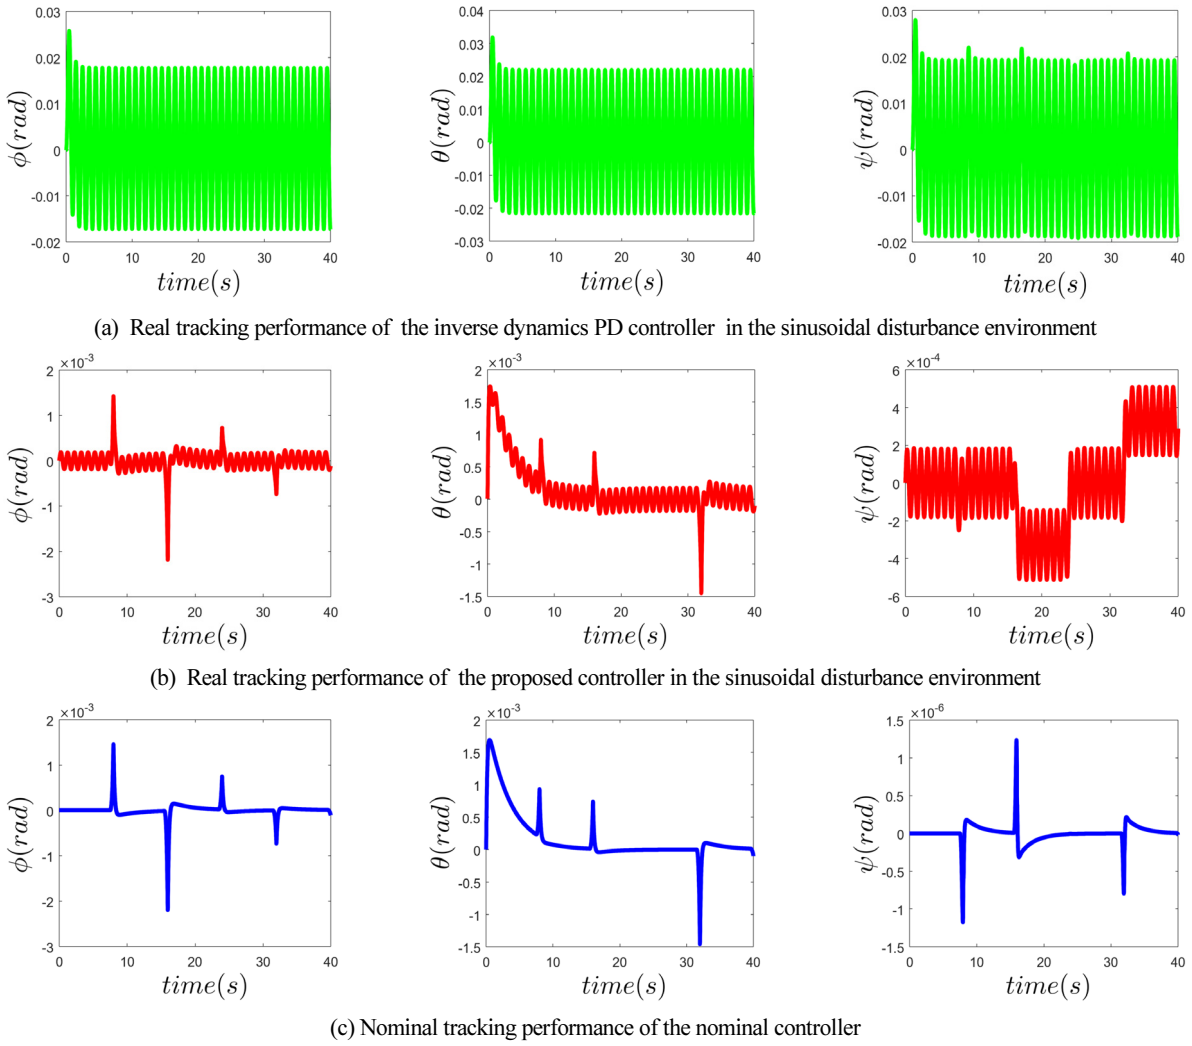 0.03
0.02
0.01
0
-0.01
-0.02
ϕ(rad)
0 10 20 30 40
time(s)
0.04
0.03
0.02
0.01
0
-0.01
-0.02
-0.03
θ(rad)
0 10 20 30 40
time(s)
0.03
0.02
0.01
0
-0.01
-0.02
ψ(rad)
0 10 20 30 40
time(s)
(a) Real tracking performance of the inverse dynamics PD controller in the sinusoidal disturbance environment
×10-3
2
1
0
-1
-2
-3
ϕ(rad)
0 10 20 30 40
time(s)
×10-3
2
1.5
1
0.5
0
-0.5
-1
-1.5
θ(rad)
0 10 20 30 40
time(s)
×10-4
6
4
2
0
-2
-4
-6
ψ(rad)
0 10 20 30 40
time(s)
(b) Real tracking performance of the proposed controller in the sinusoidal disturbance environment
×10-3
2
1
0
-1
-2
-3
ϕ(rad)
0 10 20 30 40
time(s)
×10-3
2
1.5
1
0.5
0
-0.5
-1
-1.5
θ(rad)
0 10 20 30 40
time(s)
×10-6
1.5
1
0.5
0
-0.5
-1
-1.5
ψ(rad)
0 10 20 30 40
time(s)
(c) Nominal tracking performance of the nominal controller